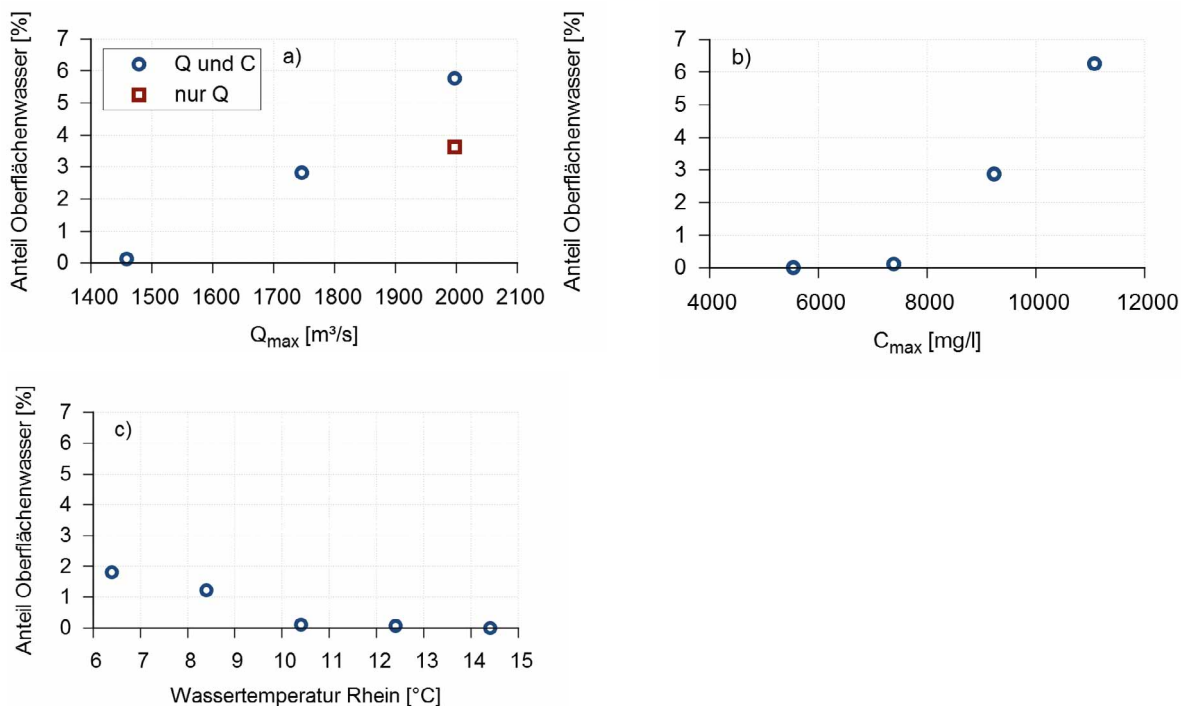 Anteil Oberflächenwasser [%]
7
6
5
4
3
2
1
0
Q und C
nur Q
a)
1400 1500 1600 1700 1800 1900 2000 2100
Qmax [m³/s]
Anteil Oberflächenwasser [%]
7
6
5
4
3
2
1
0
b)
4000 6000 8000 10000 12000
Cmax [mg/l]
Anteil Oberflächenwasser [%]
7
6
5
4
3
2
1
0
c)
6 7 8 9 10 11 12 13 14 15
Wassertemperatur Rhein [°C]